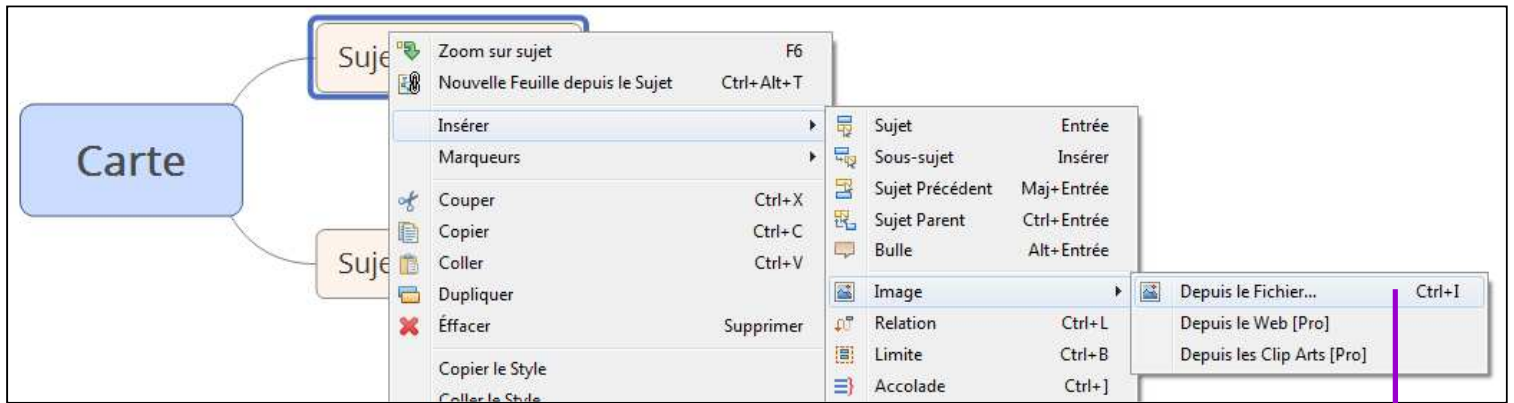 Carte
Suje
Suje
Zoom sur sujet F6
Nouvelle Feuille depuis le Sujet Ctrl+Alt+T
Insérer
Marqueurs
Couper Ctrl+X
Copier Ctrl+C
Coller Ctrl+V
Dupliquer
Éffacer Supprimer
Copier le Style
Coller le Style
Sujet Entrée
Sous-sujet Insérer
Sujet Précédent Maj+Entrée
Sujet Parent Ctrl+Entrée
Bulle Alt+Entrée
Image
Relation Ctrl+L
Limite Ctrl+B
Accolade Ctrl+]
Depuis le Fichier... Ctrl+I
Depuis le Web [Pro]
Depuis les Clip Arts [Pro]